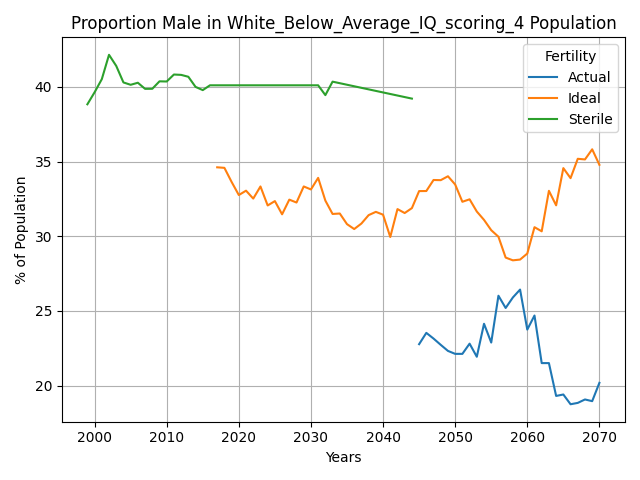 Proportion Male in White_Below_Average_IQ_scoring_4 Population
Fertility
Actual
Ideal
Sterile
% of Population
40
35
30
25
20
2000 2010 2020 2030 2040 2050 2060 2070
Years